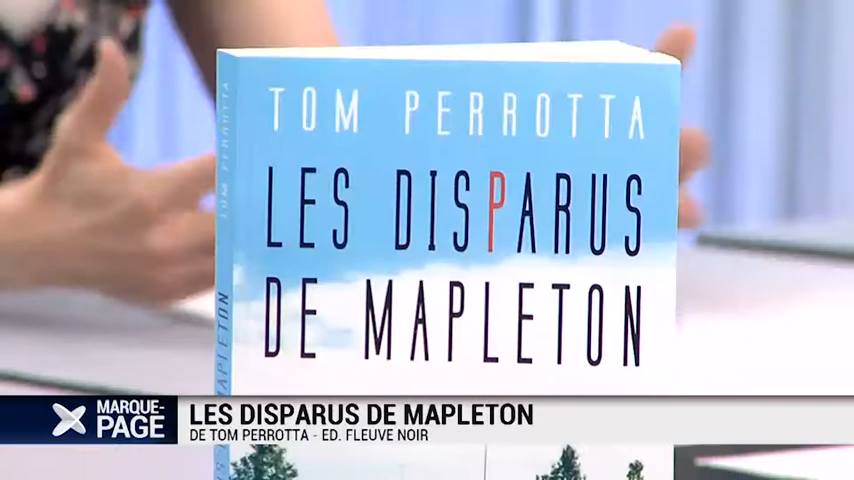 TOM PERROTTA
LES DISPARUS
DE MAPLETON
TOM PERROTTA
MAPLETON
MARQUE-
PAGE
LES DISPARUS DE MAPLETON
DE TOM PERROTTA - ED. FLEUVE NOIR